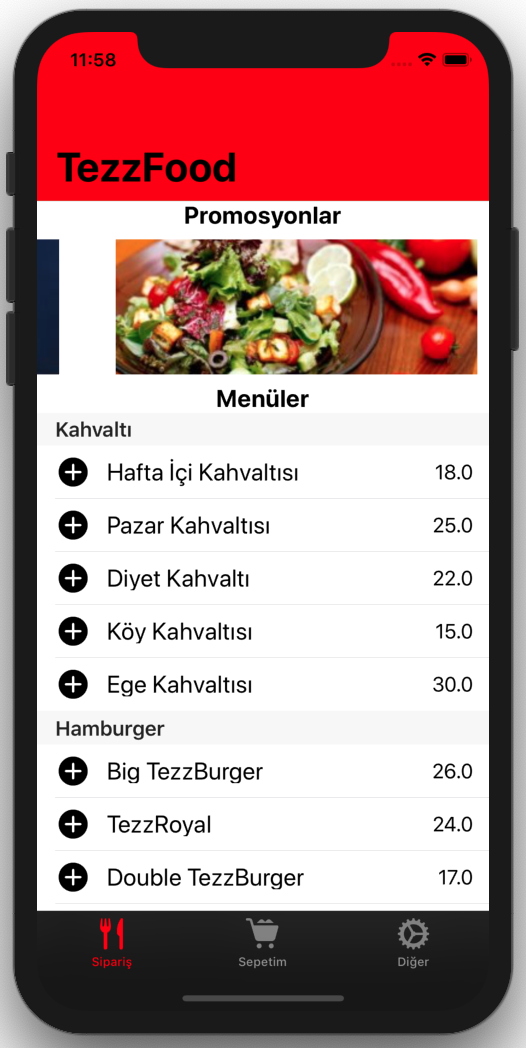 11:58
TezzFood
Promosyonlar
Menüler
Kahvaltı
Hafta İçi Kahvaltısı 18.0
Pazar Kahvaltısı 25.0
Diyet Kahvaltı 22.0
Köy Kahvaltısı 15.0
Ege Kahvaltısı 30.0
Hamburger
Big TezzBurger 26.0
TezzRoyal 24.0
Double TezzBurger 17.0
Sipariş Sepetim Diğer